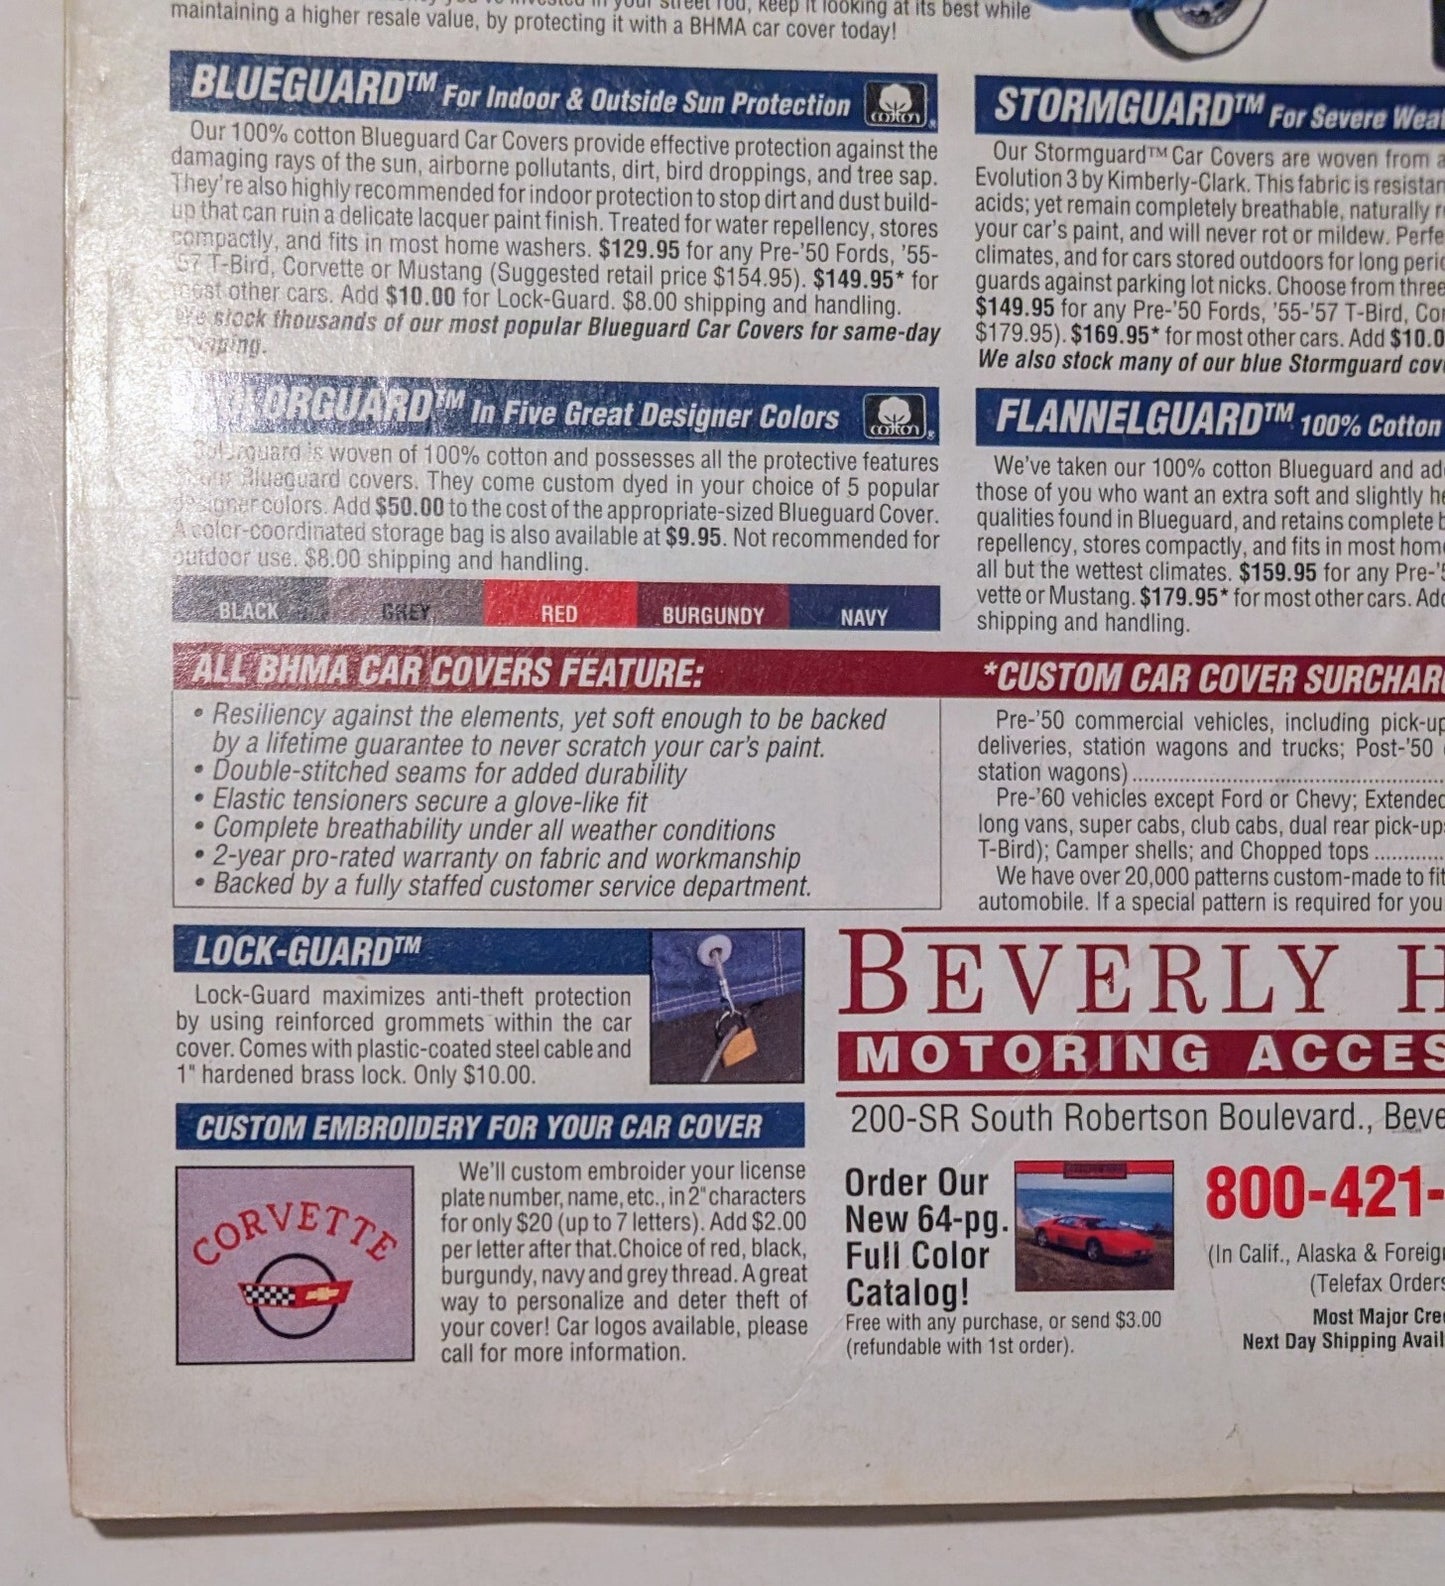 maintaining a higher resale value, by protecting it with a BHMA car cover today!
BLUEGUARD™ For Indoor & Outside Sun Protection
cotton
Our 100% cotton Blueguard Car Covers provide effective protection against the
damaging rays of the sun, airborne pollutants, dirt, bird droppings, and tree sap.
They're also highly recommended for indoor protection to stop dirt and dust build-
up that can ruin a delicate lacquer paint finish. Treated for water repellency, stores
compactly, and fits in most home washers. $129.95 for any Pre-'50 Fords, '55-
'57 T-Bird, Corvette or Mustang (Suggested retail price $154.95). $149.95* for
most other cars. Add $10.00 for Lock-Guard. $8.00 shipping and handling.
We stock thousands of our most popular Blueguard Car Covers for same-day
shipping.
COLORGUARD™ In Five Great Designer Colors
cotton
Colorguard is woven of 100% cotton and possesses all the protective features
of our Blueguard covers. They come custom dyed in your choice of 5 popular
designer colors. Add $50.00 to the cost of the appropriate-sized Blueguard Cover.
A color-coordinated storage bag is also available at $9.95. Not recommended for
outdoor use. $8.00 shipping and handling.
BLACK GREY RED BURGUNDY NAVY
STORMGUARD™ For Severe
Our Stormguard™ Car Covers are woven from
Evolution 3 by Kimberly-Clark. This fabric is
acids; yet remain completely breathable, naturally
your car's paint, and will never rot or mildew.
climates, and for cars stored outdoors for long
guards against parking lot nicks. Choose from three
$149.95 for any Pre-'50 Fords, '55-'57 T-Bird,
$179.95). $169.95* for most other cars. Add
We also stock many of our blue Stormguard
FLANNELGUARD™ 100% Cotton
We've taken our 100% cotton Blueguard and
those of you who want an extra soft and slightly
qualities found in Blueguard, and retains complete
repellency, stores compactly, and fits in most
all but the wettest climates. $159.95 for any
vette or Mustang. $179.95* for most other cars.
shipping and handling.
ALL BHMA CAR COVERS FEATURE:
• Resiliency against the elements, yet soft enough to be backed
by a lifetime guarantee to never scratch your car's paint.
• Double-stitched seams for added durability
• Elastic tensioners secure a glove-like fit
• Complete breathability under all weather conditions
• 2-year pro-rated warranty on fabric and workmanship
• Backed by a fully staffed customer service department.
*CUSTOM CAR COVER
Pre-'50 commercial vehicles, including
deliveries, station wagons and trucks; Post-'50
station wagons)
Pre-'60 vehicles except Ford or Chevy; Extended
long vans, super cabs, club cabs, dual rear
T-Bird); Camper shells; and Chopped tops
We have over 20,000 patterns custom-made to fit
automobile. If a special pattern is required for
LOCK-GUARD™
Lock-Guard maximizes anti-theft protection
by using reinforced grommets within the car
cover. Comes with plastic-coated steel cable and
1" hardened brass lock. Only $10.00.
CUSTOM EMBROIDERY FOR YOUR CAR COVER
CORVETTE
We'll custom embroider your license
plate number, name, etc., in 2" characters
for only $20 (up to 7 letters). Add $2.00
per letter after that. Choice of red, black,
burgundy, navy and grey thread. A great
way to personalize and deter theft of
your cover! Car logos available, please
call for more information.
BEVERLY H
MOTORING ACCES
200-SR South Robertson Boulevard., Beve
Order Our
New 64-pg.
Full Color
Catalog!
Free with any purchase, or send $3.00
(refundable with 1st order).
800-421-
(In Calif., Alaska & Foreign
(Telefax Orders
Most Major
Next Day Shipping